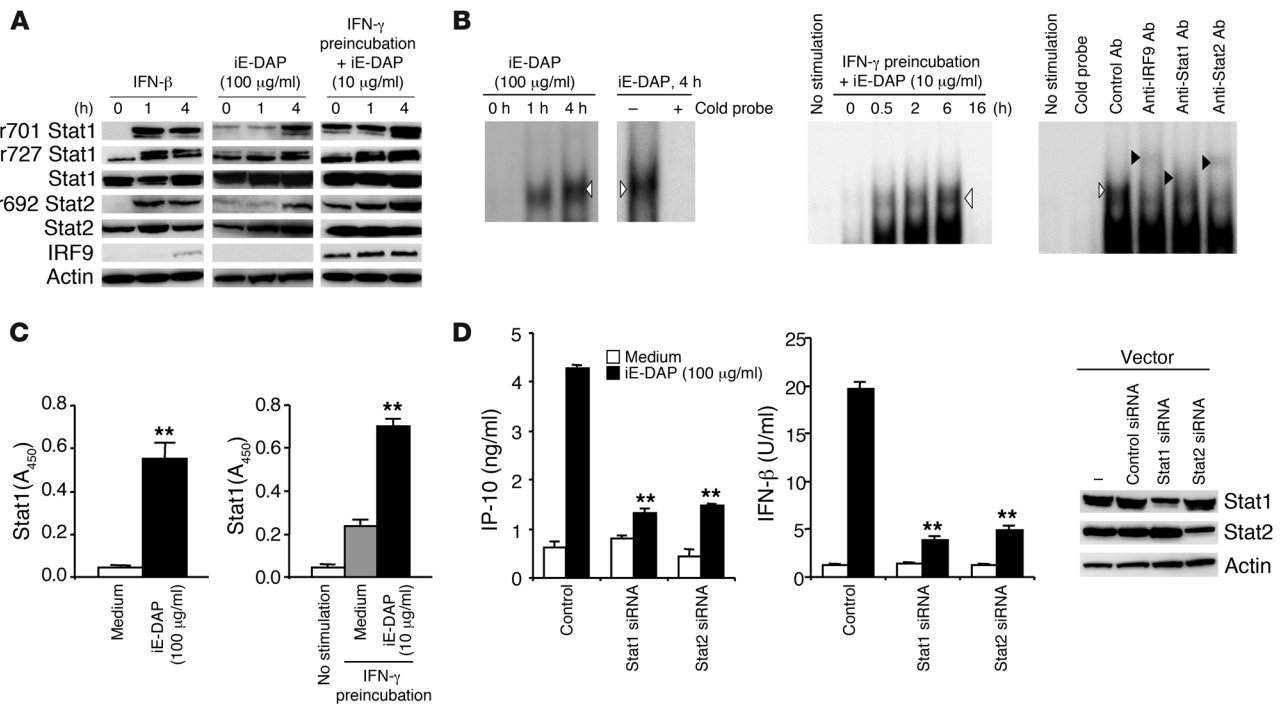 A
IFN-β
iE-DAP
(100 μg/ml)
IFN-γ
preincubation
+ iE-DAP
(10 μg/ml)
(h) 0 1 4 0 1 4 0 1 4
r701 Stat1
r727 Stat1
Stat1
r692 Stat2
Stat2
IRF9
Actin
B
iE-DAP
(100 μg/ml)
0 h 1 h 4 h
iE-DAP, 4 h
– + Cold probe
No stimulation
IFN-γ preincubation
+ iE-DAP (10 μg/ml)
0 0.5 2 6 16 (h)
No stimulation
Cold probe
Control Ab
Anti-IRF9 Ab
Anti-Stat1 Ab
Anti-Stat2 Ab
C
Stat1(A450)
0.8
0.6
0.4
0.2
0.0
**
Medium
iE-DAP
(100 μg/ml)
Stat1(A450)
0.8
0.6
0.4
0.2
0.0
**
No stimulation
Medium
iE-DAP
(10 μg/ml)
IFN-γ
preincubation
D
IP-10 (ng/ml)
5
4
3
2
1
0
Medium
iE-DAP (100 μg/ml)
**
**
Control
Stat1 siRNA
Stat2 siRNA
IFN-β (U/ml)
25
20
15
10
5
0
**
**
Control
Stat1 siRNA
Stat2 siRNA
Vector
–
Control siRNA
Stat1 siRNA
Stat2 siRNA
Stat1
Stat2
Actin